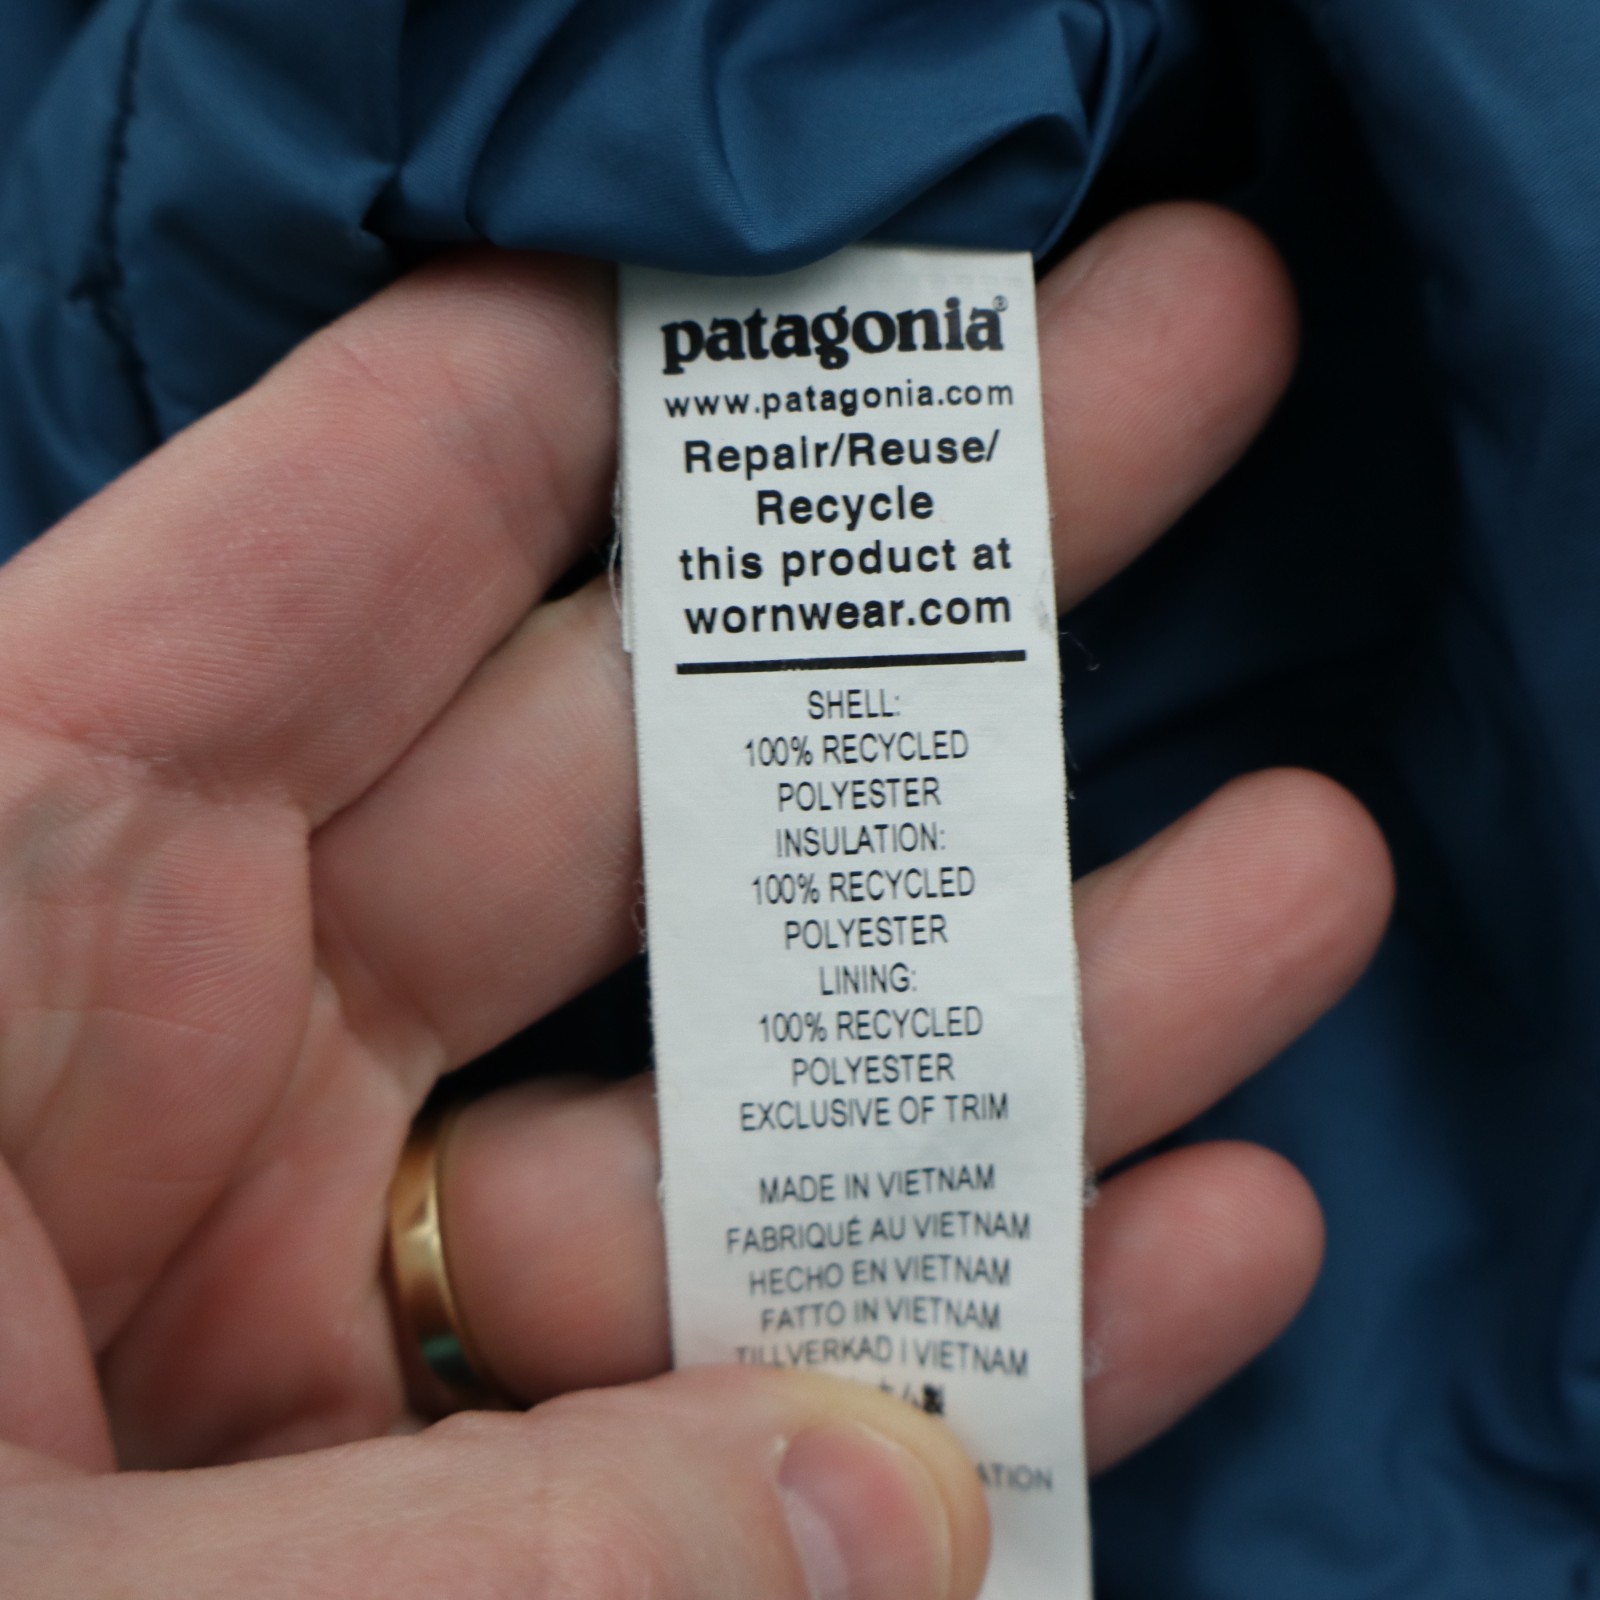 patagonia®
www.patagonia.com
Repair/Reuse/
Recycle
this product at
wornwear.com
SHELL:
100% RECYCLED
POLYESTER
INSULATION:
100% RECYCLED
POLYESTER
LINING:
100% RECYCLED
POLYESTER
EXCLUSIVE OF TRIM
MADE IN VIETNAM
FABRIQUÉ AU VIETNAM
HECHO EN VIETNAM
FATTO IN VIETNAM
TILLVERKAD I VIETNAM